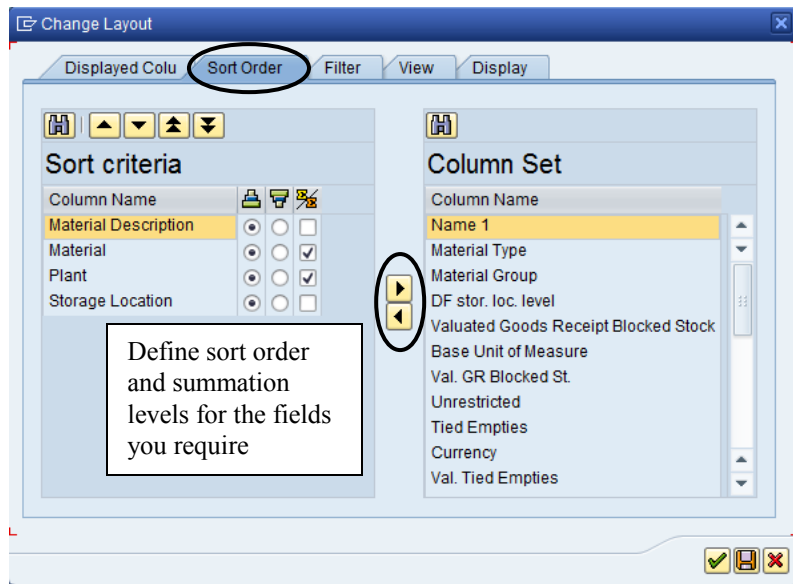 Change Layout
Displayed Colu Sort Order Filter View Display
Sort criteria
Column Name
Material Description
Material
Plant
Storage Location
Define sort order
and summation
levels for the fields
you require
Column Set
Column Name
Name 1
Material Type
Material Group
DF stor. loc. level
Valuated Goods Receipt Blocked Stock
Base Unit of Measure
Val. GR Blocked St.
Unrestricted
Tied Empties
Currency
Val. Tied Empties